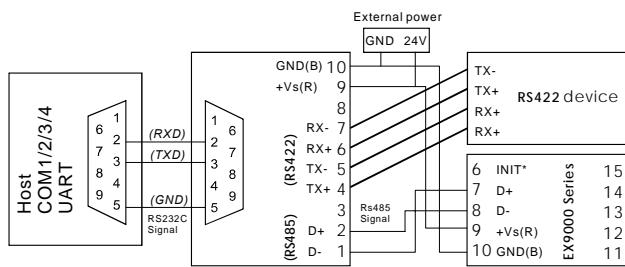 External power
GND 24V
Host
COM1/2/3/4
UART
1
2
3
4
5
6
7
8
9
(RXD)
(TXD)
(GND)
RS232C
Signal
1
2
3
4
5
6
7
8
9
GND(B) 10
+Vs(R) 9
8
RX- 7
RX+ 6
TX- 5
TX+ 4
3
D+ 2
D- 1
(RS422)
(RS485)
Rs485
Signal
TX-
TX+
RX+
RX+
RS422 device
6 INIT* 15
7 D+ 14
8 D- 13
9 +Vs(R) 12
10 GND(B) 11
EX9000 Series